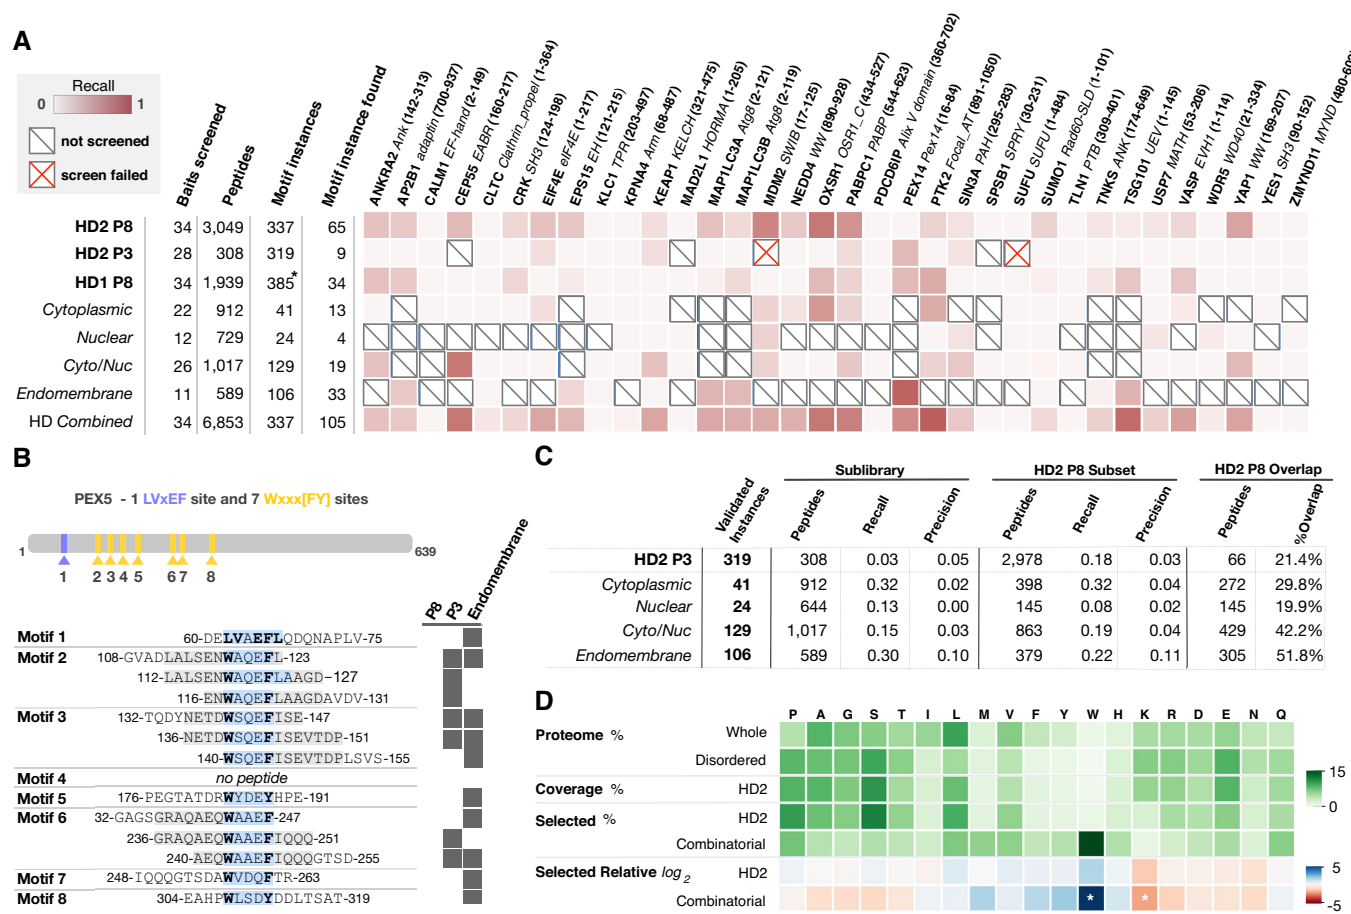 A
Recall
0 1
not screened
screen failed
Baits screened
Peptides
Motif instances
Motif instance found
ANKRA2 Ank (142-313)
AP2B1 adaptin (700-937)
CALM1 EF-hand (2-149)
CEP55 EABR (160-217)
CLTC Clathrin_propel (1-364)
CRK SH3 (124-198)
EIF4E eIF4E (1-217)
EPS15 EH (121-215)
KLC1 TPR (203-497)
KPNA4 Arm (68-487)
KEAP1 KELCH (321-475)
MAD2L1 HORMA (1-205)
MAP1LC3A Atg8 (2-121)
MAP1LC3B Atg8 (2-119)
MDM2 SWIB (17-125)
NEDD4 WW (890-928)
OXSR1 OSR1_C (434-527)
PABPC1 PABP (544-623)
PDCD6IP Alix V domain (360-702)
PEX14 Pex14 (16-84)
PTK2 Focal_AT (891-1050)
SIN3A PAH (295-283)
SPSB1 SPRY (30-231)
SUFU SUFU (1-484)
SUMO1 Rad60-SLD (1-101)
TLN1 PTB (309-401)
TNKS ANK (174-649)
TSG101 UEV (1-145)
USP7 MATH (53-206)
VASP EVH1 (1-114)
WDR5 WD40 (21-334)
YAP1 WW (169-207)
YES1 SH3 (90-152)
ZMYND11 MYND
HD2 P8 34 3,049 337 65
HD2 P3 28 308 319 9
HD1 P8 34 1,939 385* 34
Cytoplasmic 22 912 41 13
Nuclear 12 729 24 4
Cyto/Nuc 26 1,017 129 19
Endomembrane 11 589 106 33
HD Combined 34 6,853 337 105
B
PEX5 - 1 LVxEF site and 7 Wxxx[FY] sites
1 639
1 2 3 4 5 6 7 8
P8 P3 Endomembrane
Motif 1 60-DELVAEFLQDQNAPLV-75
Motif 2 108-GVADLALSENWAQEFL-123
112-LALSENWAQEFLAAGD-127
116-ENWAQEFLAAGDAVDV-131
Motif 3 132-TQDYNETDWSQEFISE-147
136-NETDWSQEFISEVTDP-151
140-WSQEFISEVTDPLSVS-155
Motif 4 no peptide
Motif 5 176-PEGTATDRWYDEYHPE-191
Motif 6 32-GAGSGRAQAEQWAAEF-247
236-GRAQAEQWAAEFIQQQ-251
240-AEQWAAEFIQQQGTSD-255
Motif 7 248-IQQQGTSDAWVDQFTR-263
Motif 8 304-EAHPWLSDYDDLTSAT-319
C
Sublibrary HD2 P8 Subset HD2 P8 Overlap
Validated Instances Peptides Recall Precision Peptides Recall Precision Peptides %Overlap
HD2 P3 319 308 0.03 0.05 2,978 0.18 0.03 66 21.4%
Cytoplasmic 41 912 0.32 0.02 398 0.32 0.04 272 29.8%
Nuclear 24 644 0.13 0.00 145 0.08 0.02 145 19.9%
Cyto/Nuc 129 1,017 0.15 0.03 863 0.19 0.04 429 42.2%
Endomembrane 106 589 0.30 0.10 379 0.22 0.11 305 51.8%
D
P A G S T I L M V F Y W H K R D E N Q
Proteome % Whole
Disordered
Coverage % HD2
Selected % HD2
Combinatorial
Selected Relative log2 HD2
Combinatorial * *
15
0
5
-5